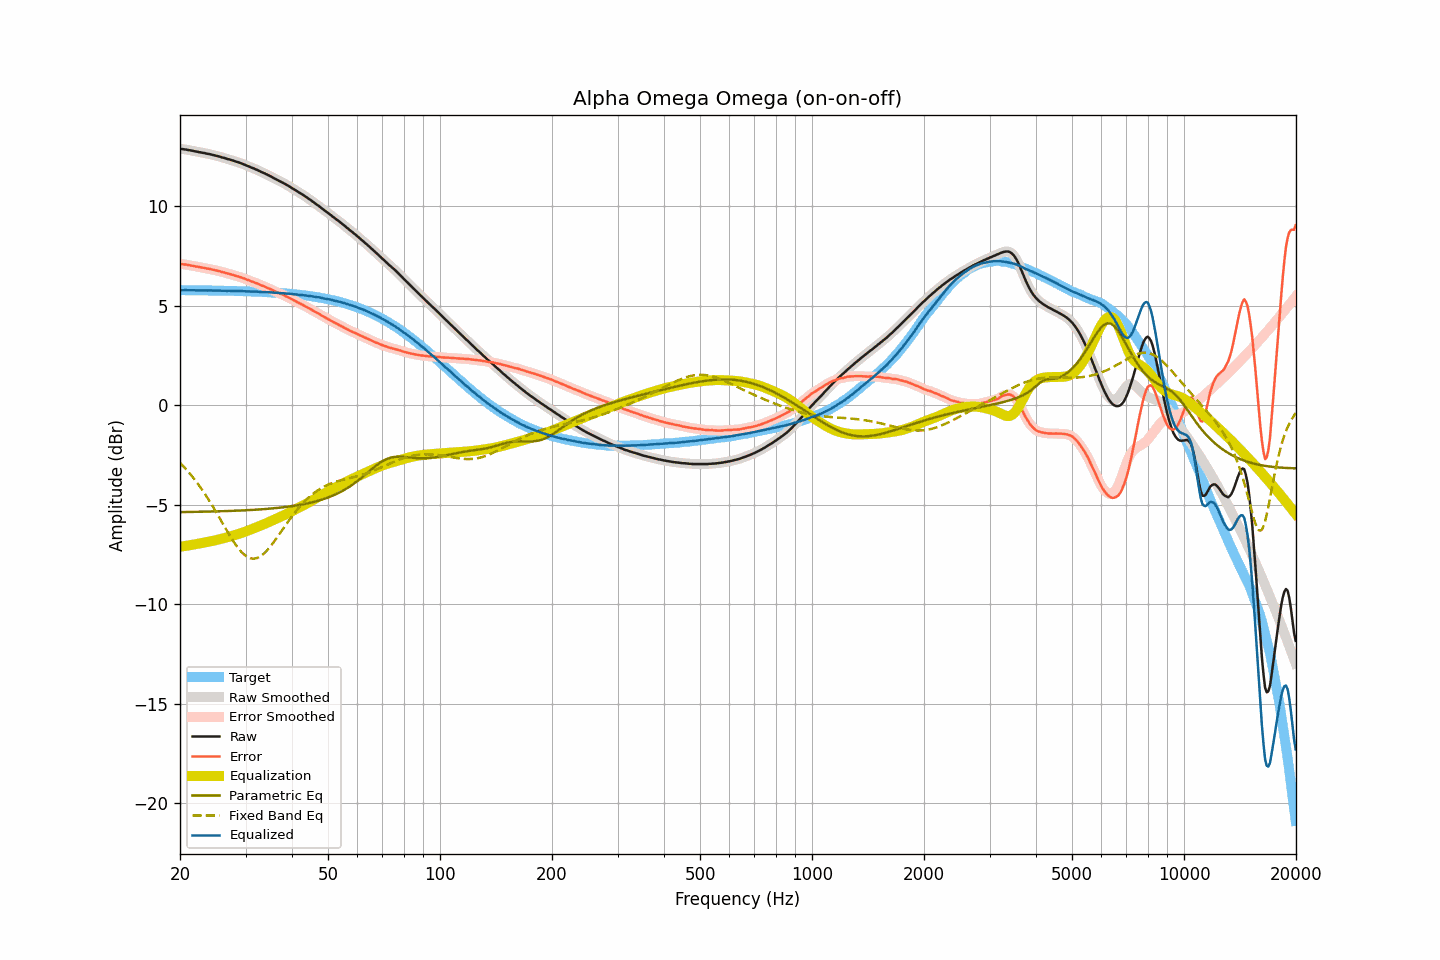 Alpha Omega Omega (on-on-off)
Amplitude (dBr)
10
5
0
−5
−10
−15
−20
Target
Raw Smoothed
Error Smoothed
Raw
Error
Equalization
Parametric Eq
Fixed Band Eq
Equalized
20 50 100 200 500 1000 2000 5000 10000 20000
Frequency (Hz)